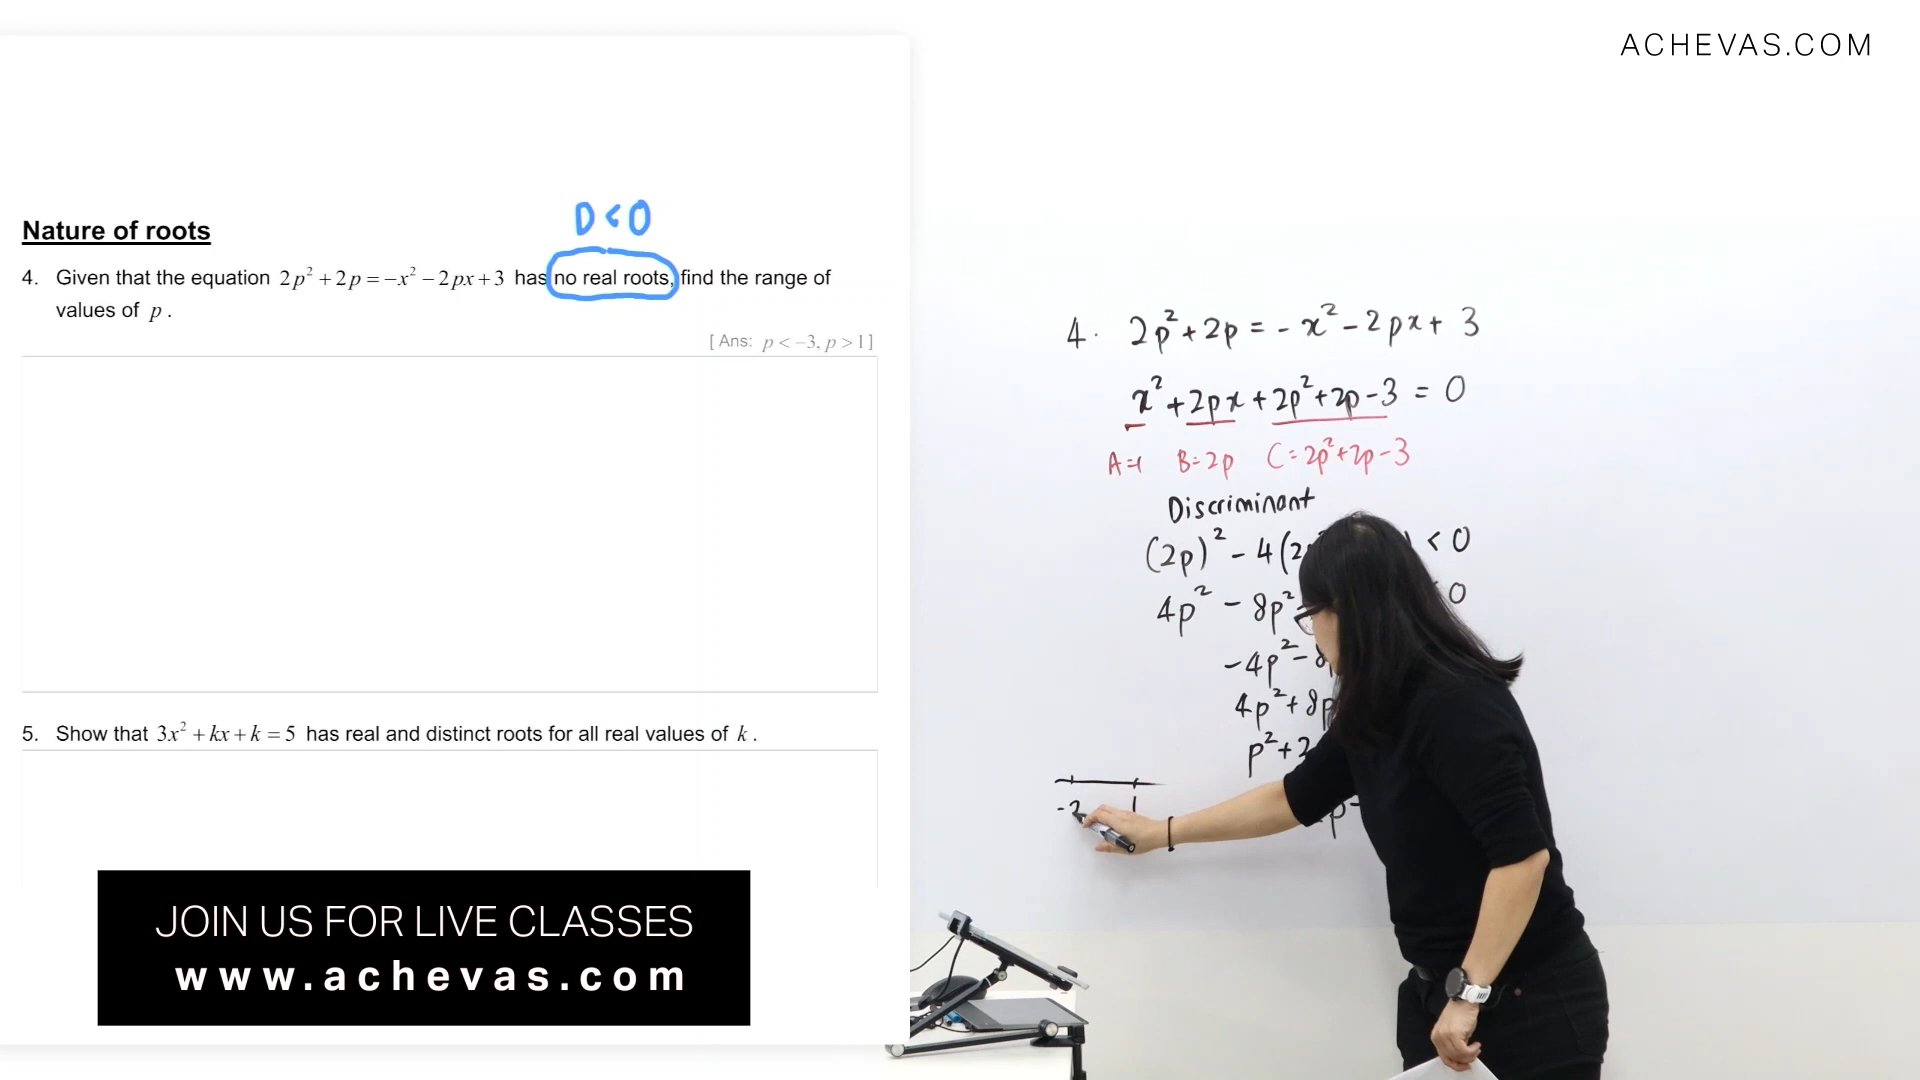 ACHEVAS.COM
D < 0
Nature of roots
4. Given that the equation 2p² + 2p = −x² − 2px + 3 has no real roots, find the range of
values of p .
[ Ans: p < −3, p > 1 ]
5. Show that 3x² + kx + k = 5 has real and distinct roots for all real values of k .
JOIN US FOR LIVE CLASSES
www.achevas.com
4. 2p² + 2p = - x² - 2px + 3
x² + 2px + 2p² + 2p - 3 = 0
A=1 B=2p C=2p²+2p-3
Discriminant
(2p)² - 4(2 ) < 0
4p² - 8p² 0
-4p² - 8
4p² + 8p
p² + 2
-3 1
p-